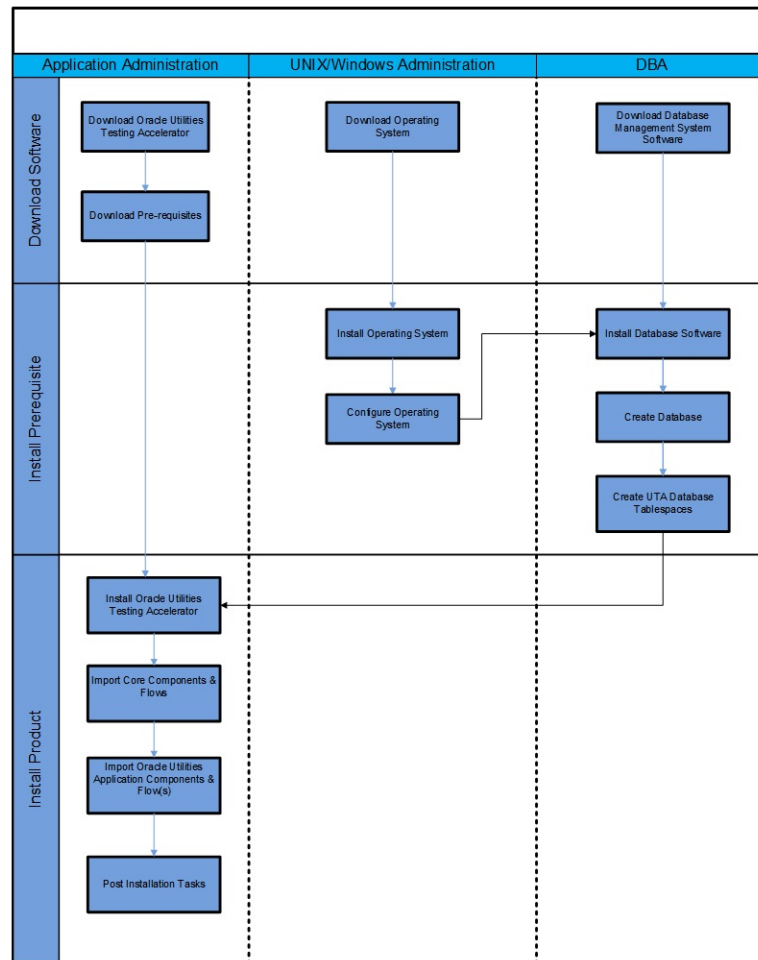 Application Administration
UNIX/Windows Administration
DBA
Download Software
Download Oracle Utilities
Testing Accelerator
Download Operating
System
Download Database
Management System
Software
Download Pre-requisites
Install Prerequisite
Install Operating System
Install Database Software
Configure Operating
System
Create Database
Create UTA Database
Tablespaces
Install Product
Install Oracle Utilities
Testing Accelerator
Import Core Components &
Flows
Import Oracle Utilities
Application Components &
Flow(s)
Post Installation Tasks